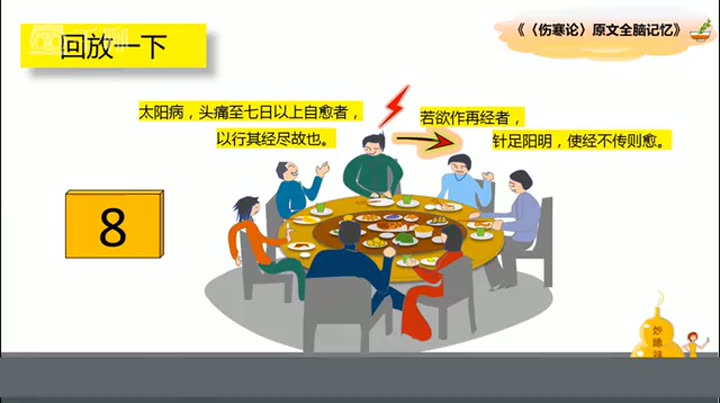 回放一下
《〈伤寒论〉原文全脑记忆》
太阳病，头痛至七日以上自愈者，
以行其经尽故也。
若欲作再经者，
针足阳明，使经不传则愈。
8
妙
缘